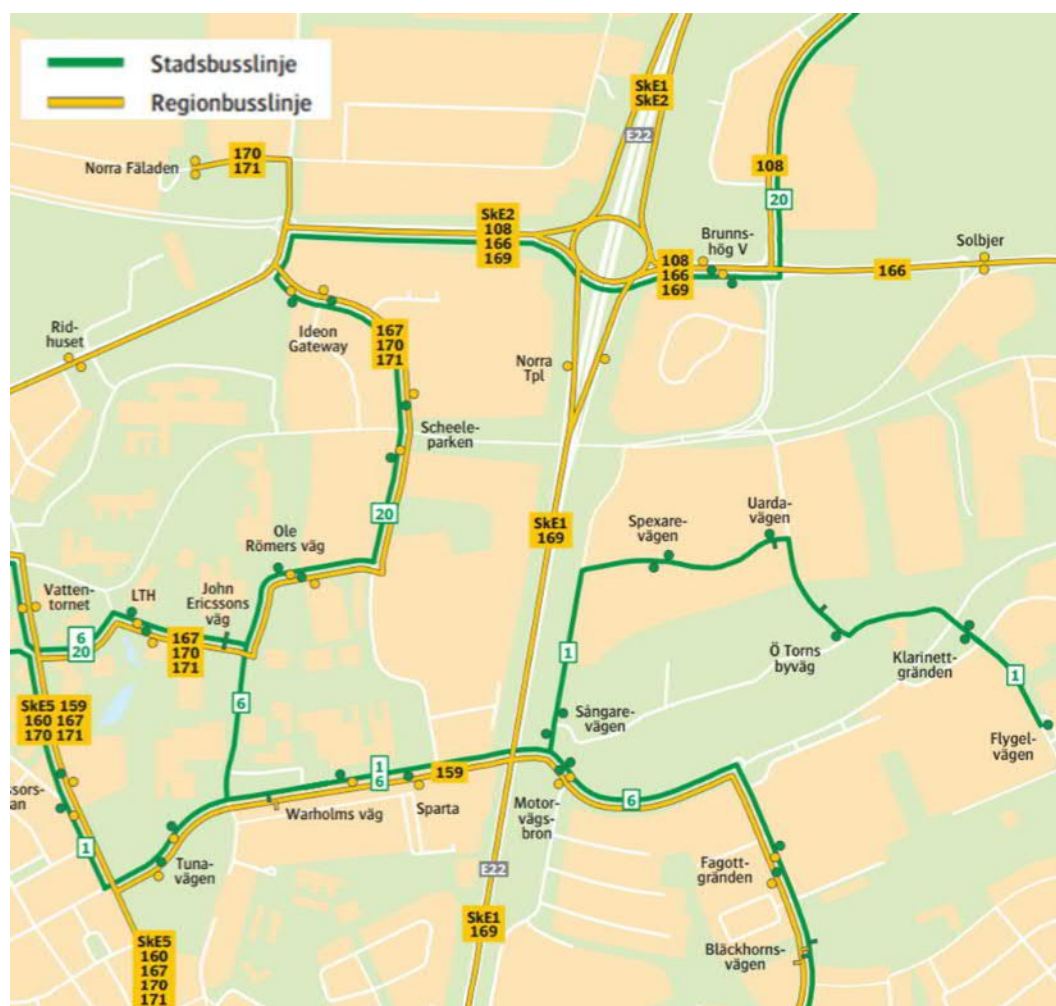 Stadsbusslinje
Regionbusslinje
SkE1
SkE2
E22
170
171
Norra Fäladen
108
20
SkE2
108
166
169
Brunns-
hög V
Solbjer
108
166
169
166
Ideon
Gateway
167
170
171
Rid-
huset
Norra
Tpl
Scheele-
parken
20
SkE1
169
Spexare-
vägen
Uarda-
vägen
Ole
Römers väg
Vatten-
tornet
LTH
John
Ericssons
väg
6
20
167
170
171
1
Ö Torns
byväg
Klarinett-
gränden
1
6
SkE5 159
160 167
170 171
Sångare-
vägen
Flygel-
vägen
1
6
159
Warholms väg
Sparta
Motor-
vägs-
bron
6
ssors-
an
1
Tuna-
vägen
E22
Fagott-
gränden
SkE1
169
Bläckhorns-
vägen
SkE5
160
167
170
171